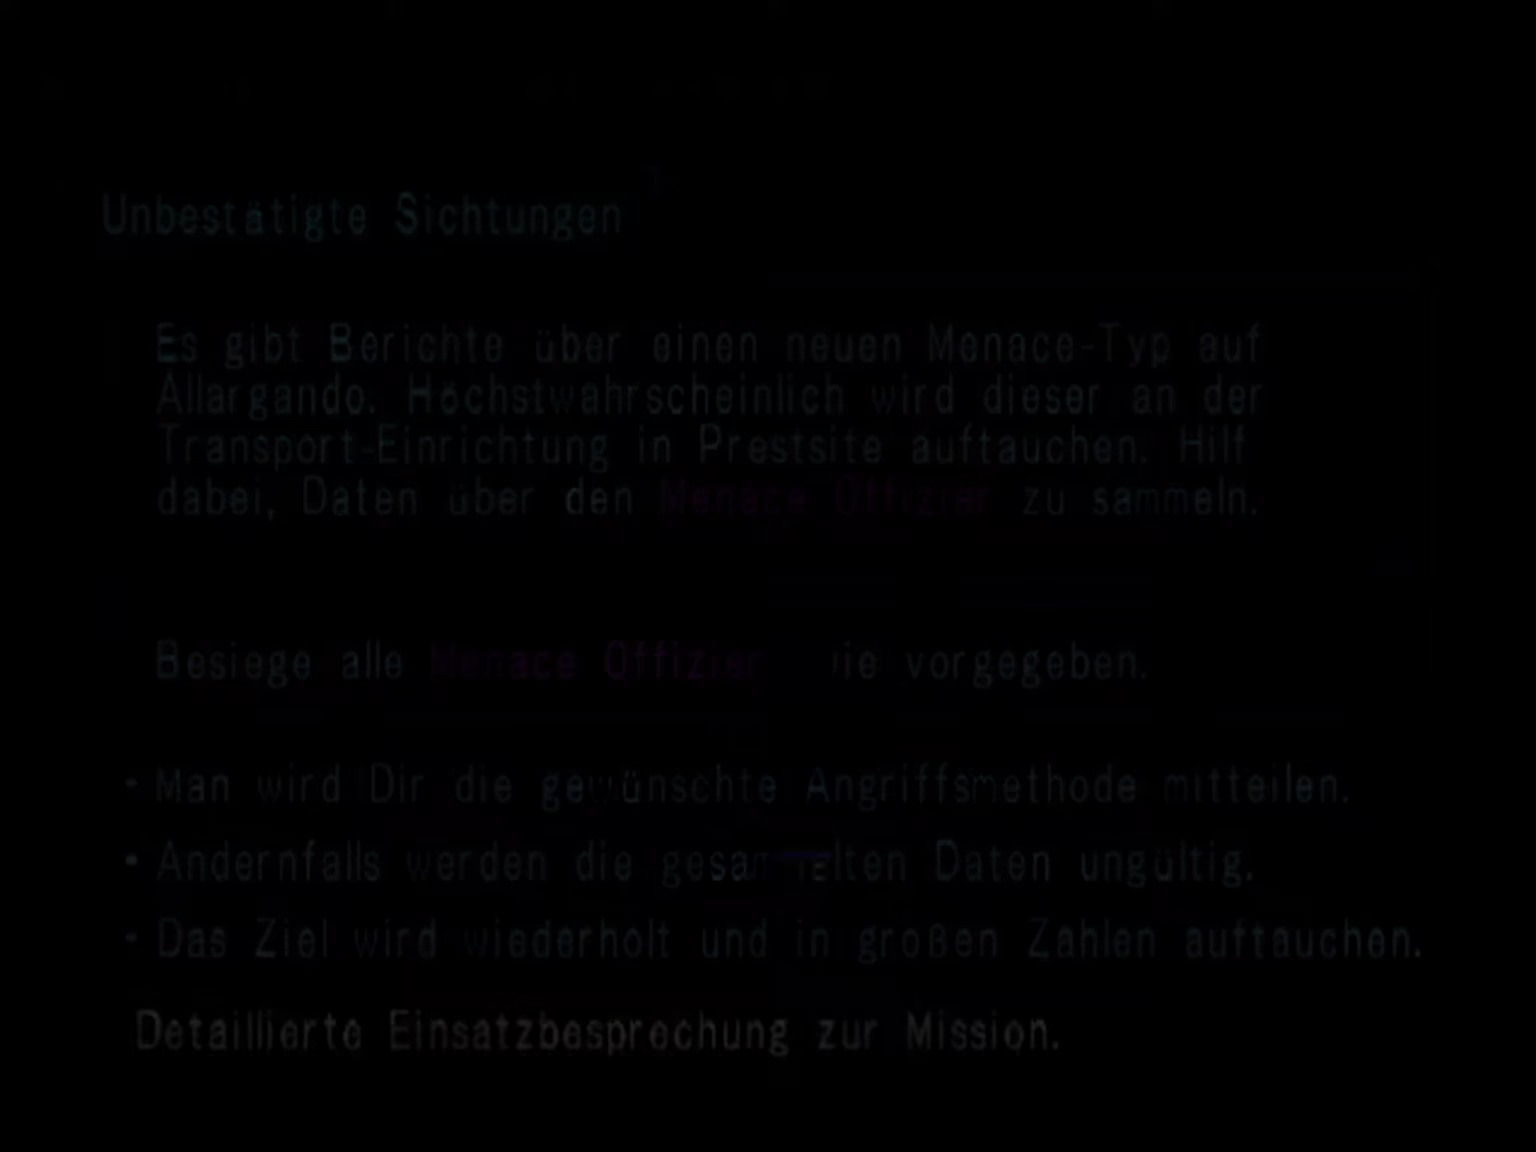 Unbestätigte Sichtungen
Es gibt Berichte über einen neuen Menace-Typ auf
Allargando. Höchstwahrscheinlich wird dieser an der
Transport-Einrichtung in Prestsite auftauchen. Hilf
dabei, Daten über den Menace Offizier zu sammeln.
Besiege alle Menace Offizier wie vorgegeben.
• Man wird Dir die gewünschte Angriffsmethode mitteilen.
• Andernfalls werden die gesammelten Daten ungültig.
• Das Ziel wird wiederholt und in großen Zahlen auftauchen.
Detaillierte Einsatzbesprechung zur Mission.